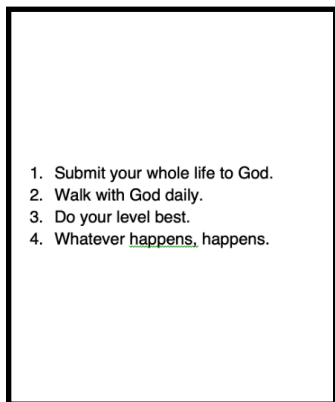 1. Submit your whole life to God.
2. Walk with God daily.
3. Do your level best.
4. Whatever happens, happens.